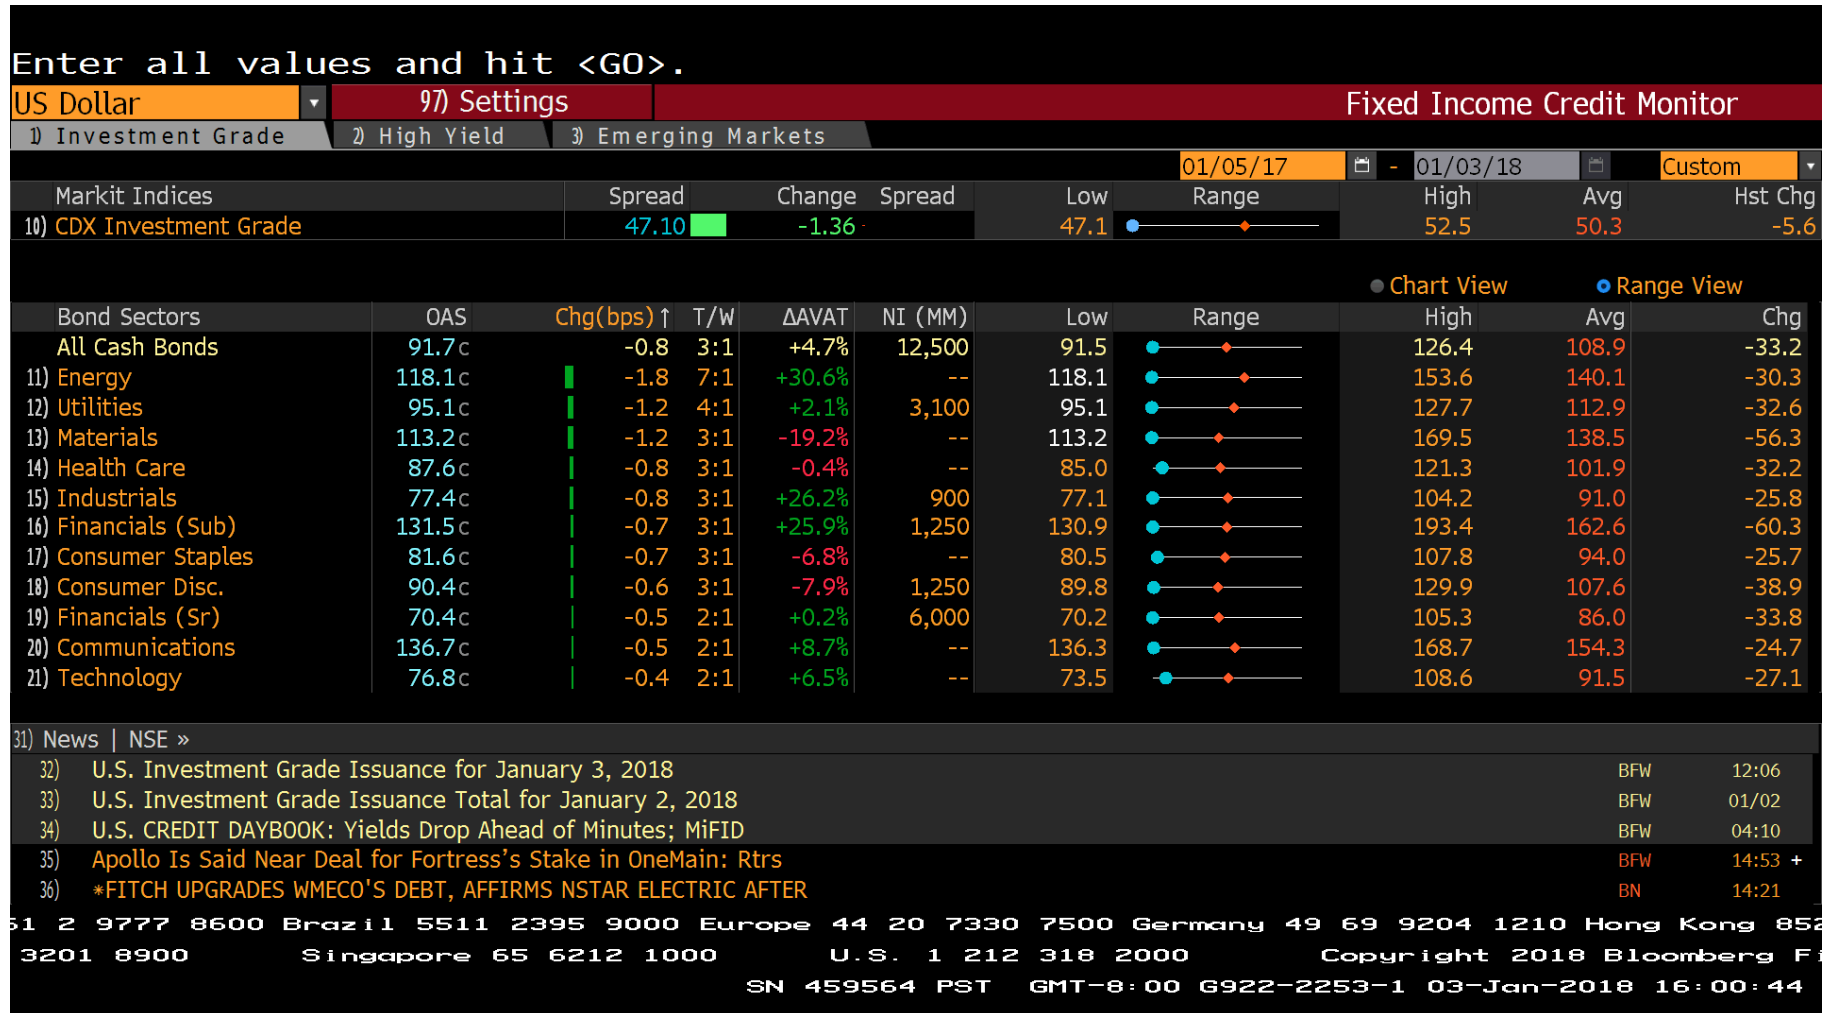 Enter all values and hit <GO>.
US Dollar 97) Settings Fixed Income Credit Monitor
1) Investment Grade 2) High Yield 3) Emerging Markets
01/05/17 - 01/03/18 Custom
Markit Indices Spread Change Spread Low Range High Avg Hst Chg
10) CDX Investment Grade 47.10 -1.36 47.1 52.5 50.3 -5.6
Chart View Range View
Bond Sectors OAS Chg(bps)↑ T/W ΔAVAT NI (MM) Low Range High Avg Chg
All Cash Bonds 91.7c -0.8 3:1 +4.7% 12,500 91.5 126.4 108.9 -33.2
11) Energy 118.1c -1.8 7:1 +30.6% -- 118.1 153.6 140.1 -30.3
12) Utilities 95.1c -1.2 4:1 +2.1% 3,100 95.1 127.7 112.9 -32.6
13) Materials 113.2c -1.2 3:1 -19.2% -- 113.2 169.5 138.5 -56.3
14) Health Care 87.6c -0.8 3:1 -0.4% -- 85.0 121.3 101.9 -32.2
15) Industrials 77.4c -0.8 3:1 +26.2% 900 77.1 104.2 91.0 -25.8
16) Financials (Sub) 131.5c -0.7 3:1 +25.9% 1,250 130.9 193.4 162.6 -60.3
17) Consumer Staples 81.6c -0.7 3:1 -6.8% -- 80.5 107.8 94.0 -25.7
18) Consumer Disc. 90.4c -0.6 3:1 -7.9% 1,250 89.8 129.9 107.6 -38.9
19) Financials (Sr) 70.4c -0.5 2:1 +0.2% 6,000 70.2 105.3 86.0 -33.8
20) Communications 136.7c -0.5 2:1 +8.7% -- 136.3 168.7 154.3 -24.7
21) Technology 76.8c -0.4 2:1 +6.5% -- 73.5 108.6 91.5 -27.1
31) News | NSE »
32) U.S. Investment Grade Issuance for January 3, 2018 BFW 12:06
33) U.S. Investment Grade Issuance Total for January 2, 2018 BFW 01/02
34) U.S. CREDIT DAYBOOK: Yields Drop Ahead of Minutes; MiFID BFW 04:10
35) Apollo Is Said Near Deal for Fortress's Stake in OneMain: Rtrs BFW 14:53 +
36) *FITCH UPGRADES WMECO'S DEBT, AFFIRMS NSTAR ELECTRIC AFTER BN 14:21
2 9777 8600 Brazil 5511 2395 9000 Europe 44 20 7330 7500 Germany 49 69 9204 1210 Hong Kong 852
3201 8900 Singapore 65 6212 1000 U.S. 1 212 318 2000 Copyright 2018 Bloomberg
SN 459564 PST GMT-8:00 G922-2253-1 03-Jan-2018 16:00:44